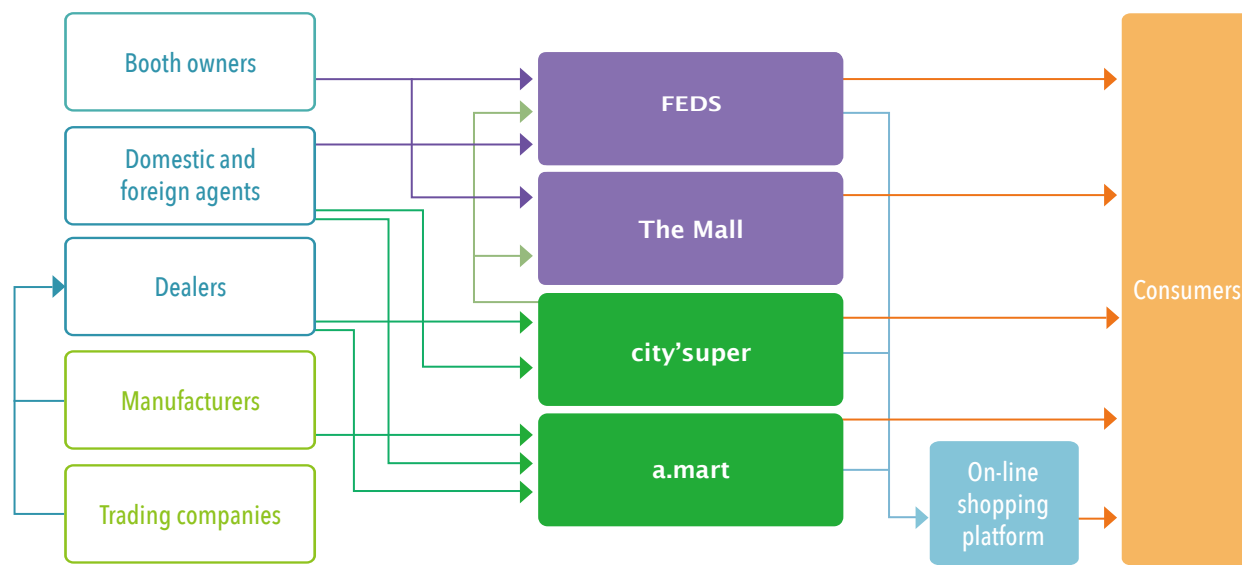 Booth owners
Domestic and
foreign agents
Dealers
Manufacturers
Trading companies
FEDS
The Mall
city’super
a.mart
On-line
shopping
platform
Consumers